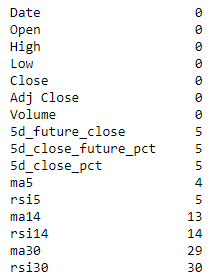 Date 0
Open 0
High 0
Low 0
Close 0
Adj Close 0
Volume 0
5d_future_close 5
5d_close_future_pct 5
5d_close_pct 5
ma5 4
rsi5 5
ma14 13
rsi14 14
ma30 29
rsi30 30